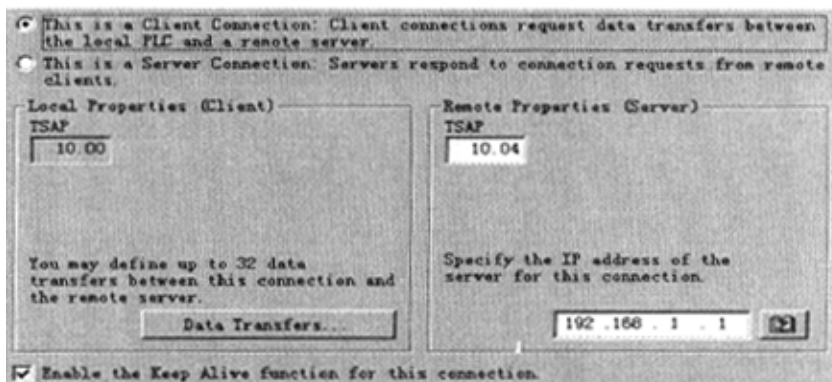 This is a Client Connection: Client connections request data transfers between
the local PLC and a remote server.
This is a Server Connection: Servers respond to connection requests from remote
clients.
Local Properties (Client)
TSAP
10.00
You may define up to 32 data
transfers between this connection and
the remote server.
Data Transfers...
Remote Properties (Server)
TSAP
10.04
Specify the IP address of the
server for this connection.
192 .168 . 1 . 1
Enable the Keep Alive function for this connection.